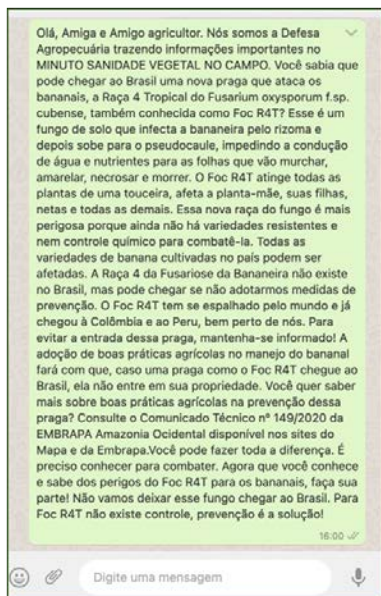 Olá, Amiga e Amigo agricultor. Nós somos a Defesa
Agropecuária trazendo informações importantes no
MINUTO SANIDADE VEGETAL NO CAMPO. Você sabia que
pode chegar ao Brasil uma nova praga que ataca os
bananais, a Raça 4 Tropical do Fusarium oxysporum f.sp.
cubense, também conhecida como Foc R4T? Esse é um
fungo de solo que infecta a bananeira pelo rizoma e
depois sobe para o pseudocaule, impedindo a condução
de água e nutrientes para as folhas que vão murchar,
amarelar, necrosar e morrer. O Foc R4T atinge todas as
plantas de uma touceira, afeta a planta-mãe, suas filhas,
netas e todas as demais. Essa nova raça do fungo é mais
perigosa porque ainda não há variedades resistentes e
nem controle químico para combatê-la. Todas as
variedades de banana cultivadas no país podem ser
afetadas. A Raça 4 da Fusariose da Bananeira não existe
no Brasil, mas pode chegar se não adotarmos medidas de
prevenção. O Foc R4T tem se espalhado pelo mundo e já
chegou à Colômbia e ao Peru, bem perto de nós. Para
evitar a entrada dessa praga, mantenha-se informado! A
adoção de boas práticas agrícolas no manejo do bananal
fará com que, caso uma praga como o Foc R4T chegue ao
Brasil, ela não entre em sua propriedade. Você quer saber
mais sobre boas práticas agrícolas na prevenção dessa
praga? Consulte o Comunicado Técnico nº 149/2020 da
EMBRAPA Amazonia Ocidental disponível nos sites do
Mapa e da Embrapa.Você pode fazer toda a diferença. É
preciso conhecer para combater. Agora que você conhece
e sabe dos perigos do Foc R4T para os bananais, faça sua
parte! Não vamos deixar esse fungo chegar ao Brasil. Para
Foc R4T não existe controle, prevenção é a solução!
16:00
Digite uma mensagem